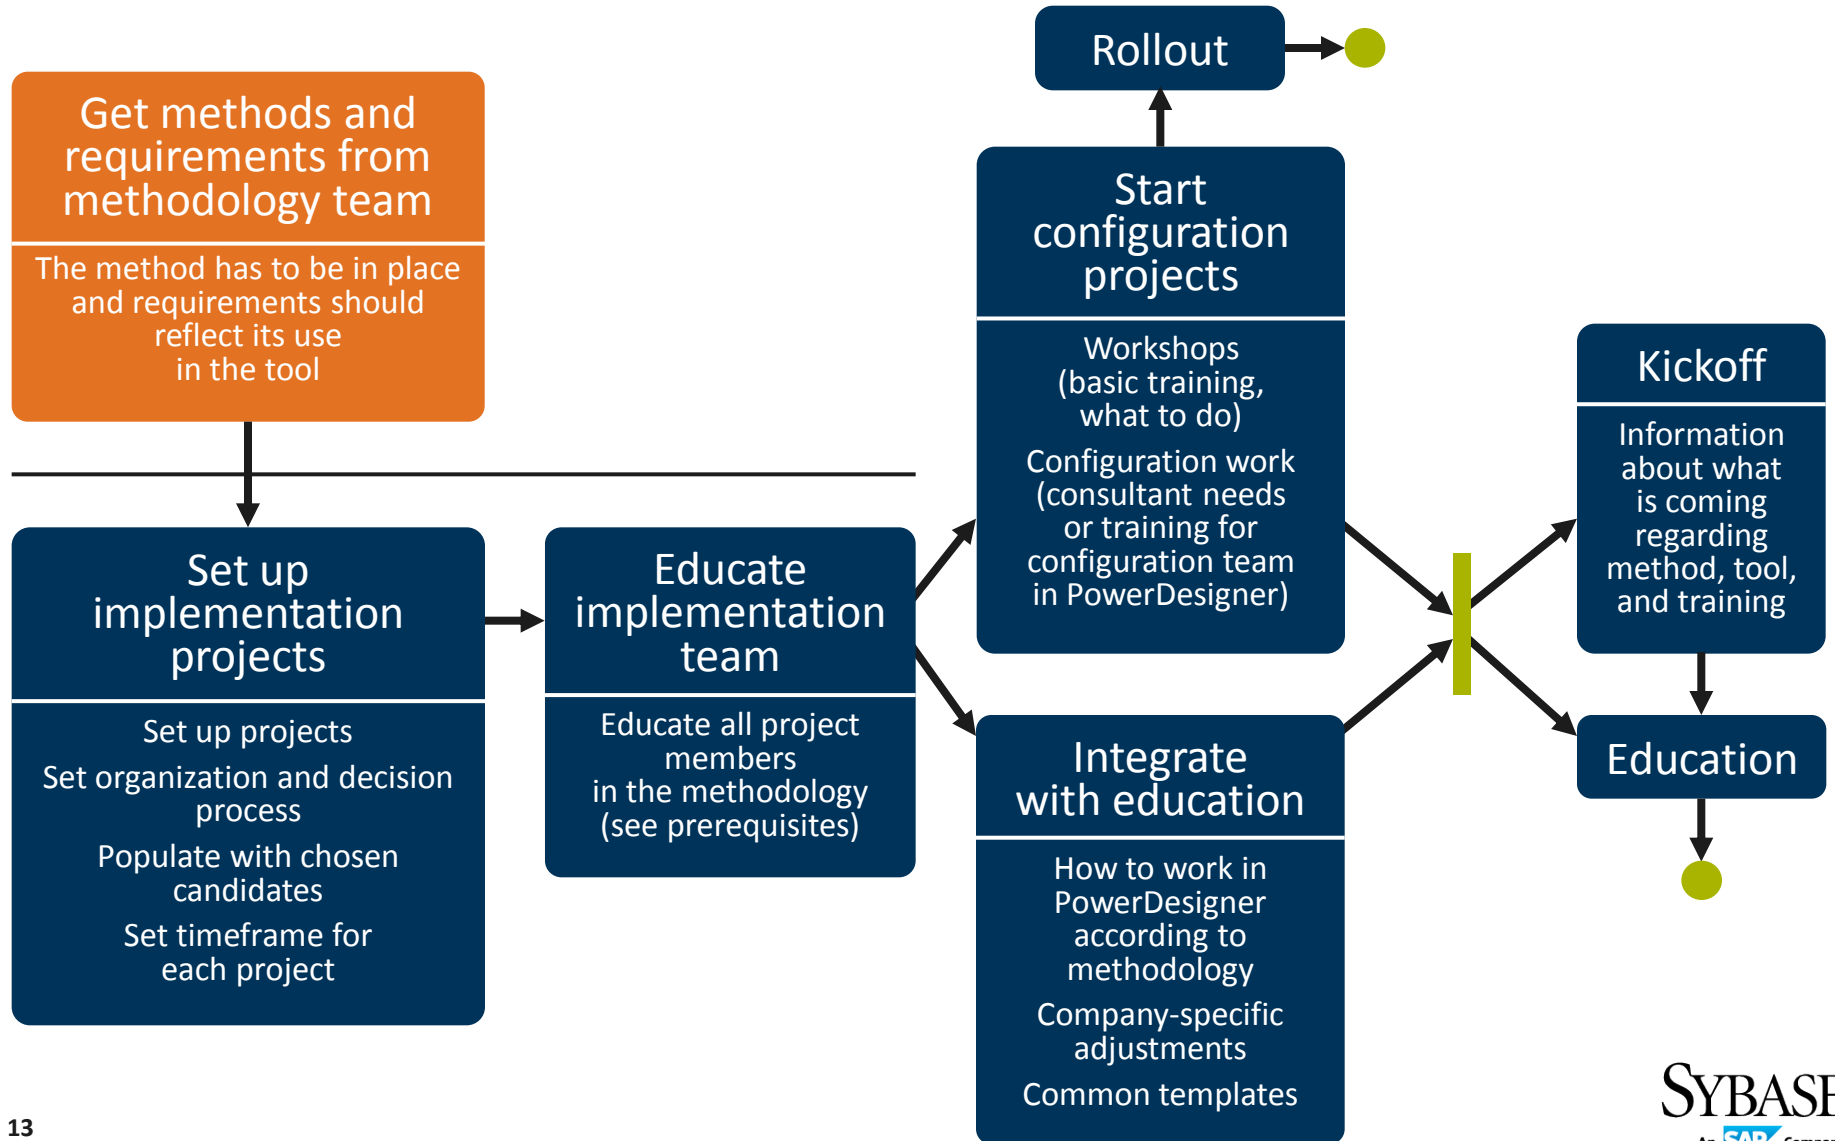 Get methods and
requirements from
methodology team
The method has to be in place
and requirements should
reflect its use
in the tool
Set up
implementation
projects
Set up projects
Set organization and decision
process
Populate with chosen
candidates
Set timeframe for
each project
Educate
implementation
team
Educate all project
members
in the methodology
(see prerequisites)
Rollout
Start
configuration
projects
Workshops
(basic training,
what to do)
Configuration work
(consultant needs
or training for
configuration team
in PowerDesigner)
Integrate
with education
How to work in
PowerDesigner
according to
methodology
Company-specific
adjustments
Common templates
Kickoff
Information
about what
is coming
regarding
method, tool,
and training
Education
13
SYBASE
An SAP